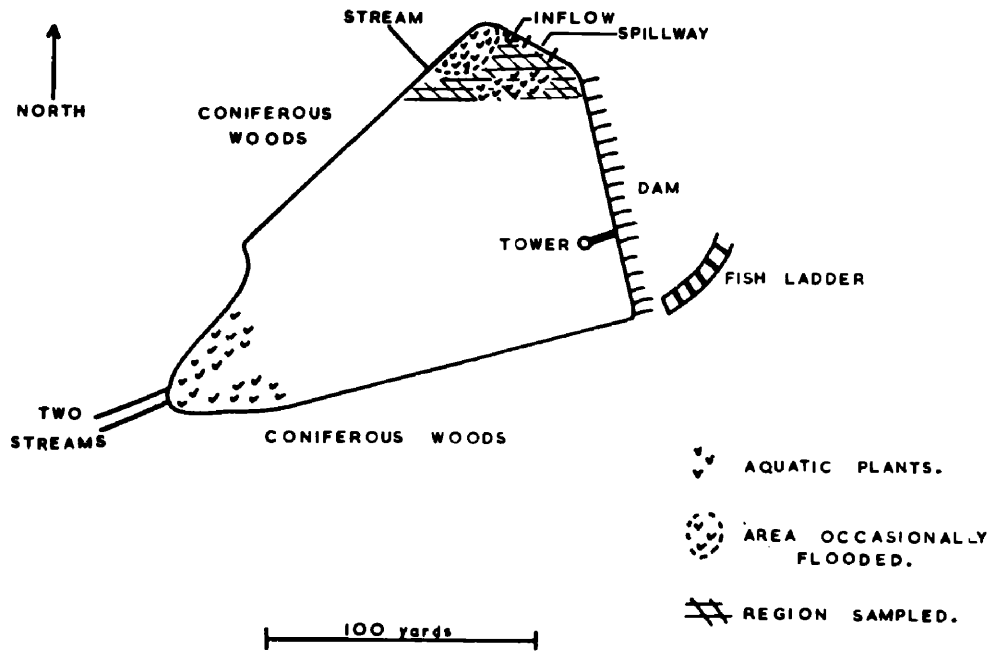 STREAM
INFLOW
SPILLWAY
NORTH
CONIFEROUS
WOODS
DAM
TOWER
FISH LADDER
TWO
STREAMS
CONIFEROUS WOODS
AQUATIC PLANTS.
AREA OCCASIONALLY
FLOODED.
REGION SAMPLED.
100 yards